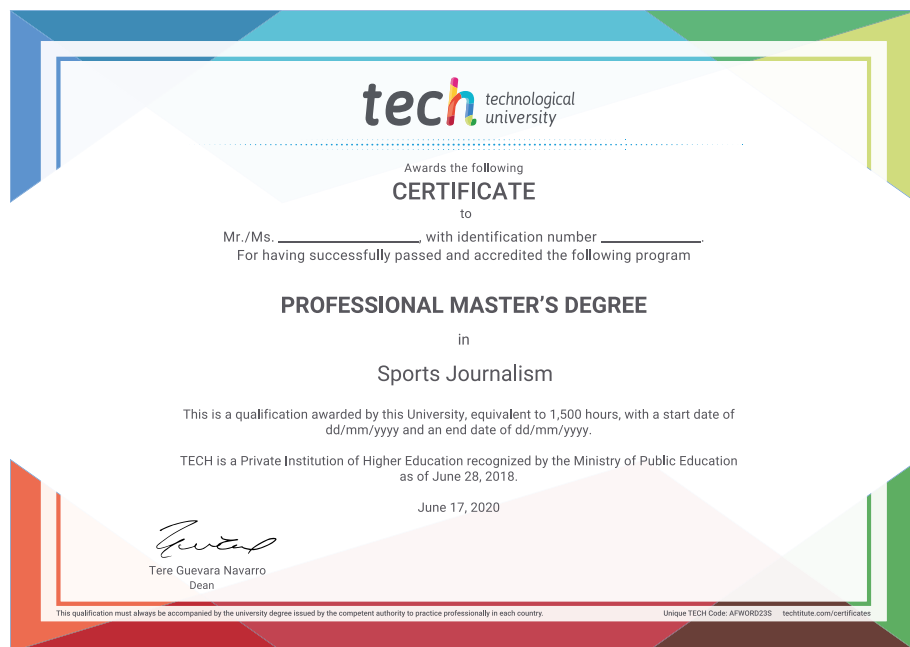 tech technological
university
Awards the following
CERTIFICATE
to
Mr./Ms. ____________________, with identification number ______________.
For having successfully passed and accredited the following program
PROFESSIONAL MASTER'S DEGREE
in
Sports Journalism
This is a qualification awarded by this University, equivalent to 1,500 hours, with a start date of
dd/mm/yyyy and an end date of dd/mm/yyyy.
TECH is a Private Institution of Higher Education recognized by the Ministry of Public Education
as of June 28, 2018.
June 17, 2020
Tere Guevara Navarro
Dean
This qualification must always be accompanied by the university degree issued by the competent authority to practice professionally in each country.
Unique TECH Code: AFWORD23S techtitute.com/certificates